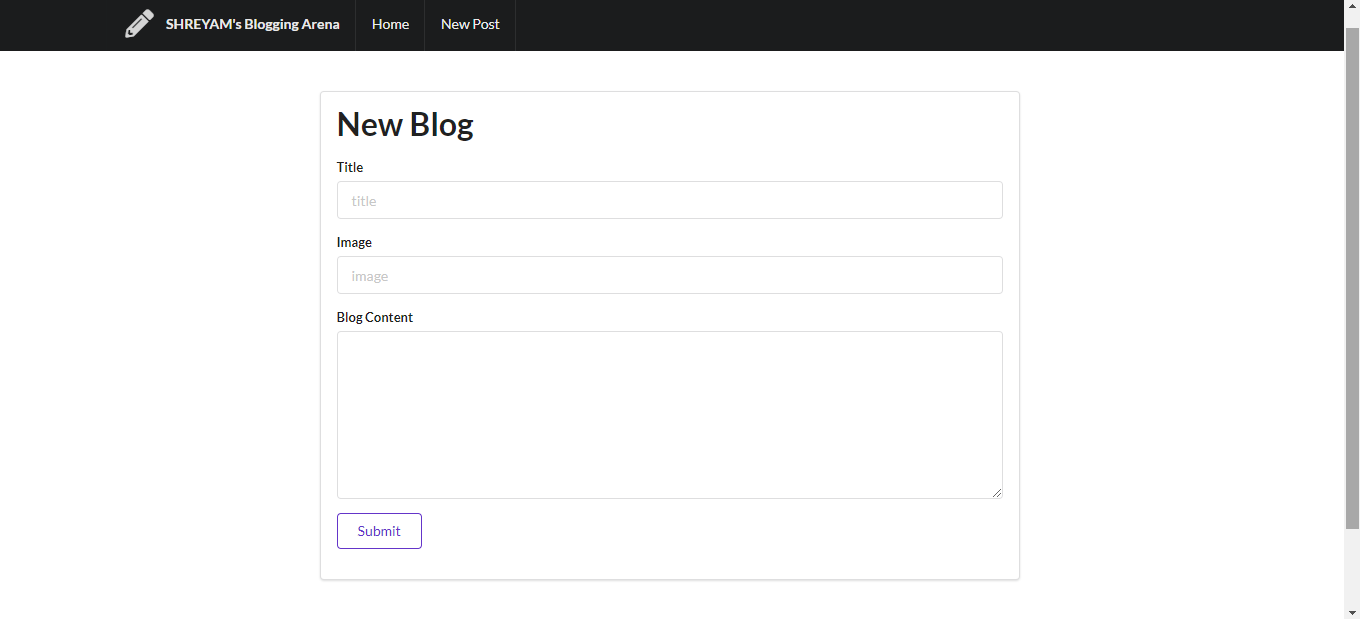 SHREYAM's Blogging Arena Home New Post
New Blog
Title
title
Image
image
Blog Content
Submit